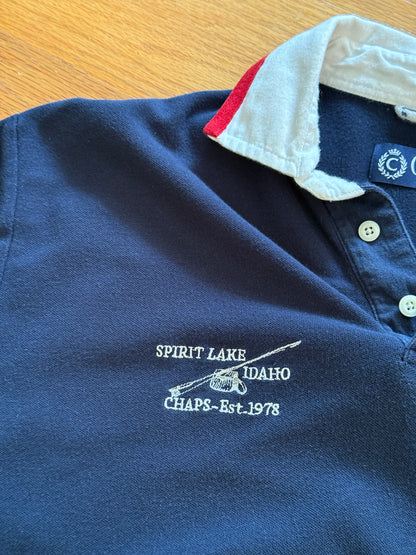 C
SPIRIT LAKE
IDAHO
CHAPS~Est.1978